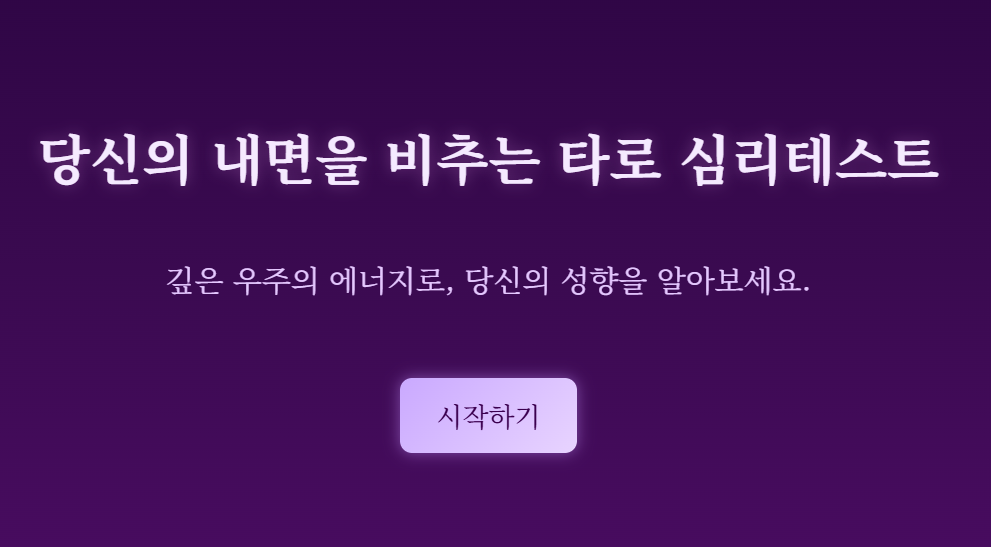 당신의 내면을 비추는 타로 심리테스트
깊은 우주의 에너지로, 당신의 성향을 알아보세요.
시작하기